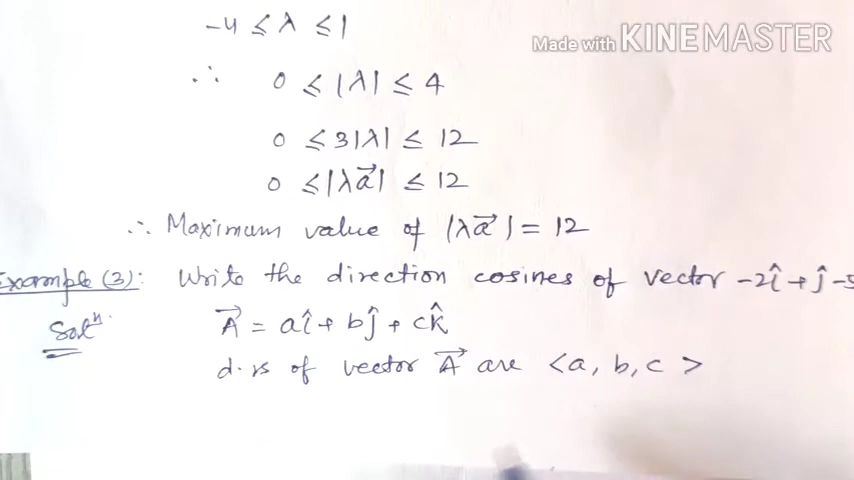 -4 ≤ λ ≤ 1
Made with KINEMASTER
∴ 0 ≤ |λ| ≤ 4
0 ≤ 3|λ| ≤ 12
0 ≤ |λa⃗| ≤ 12
∴ Maximum value of |λa⃗| = 12
Example (3): Write the direction cosines of vector -2î + ĵ - 5
Solⁿ. A⃗ = aî + bĵ + ck̂
d.rs of vector A⃗ are <a, b, c>